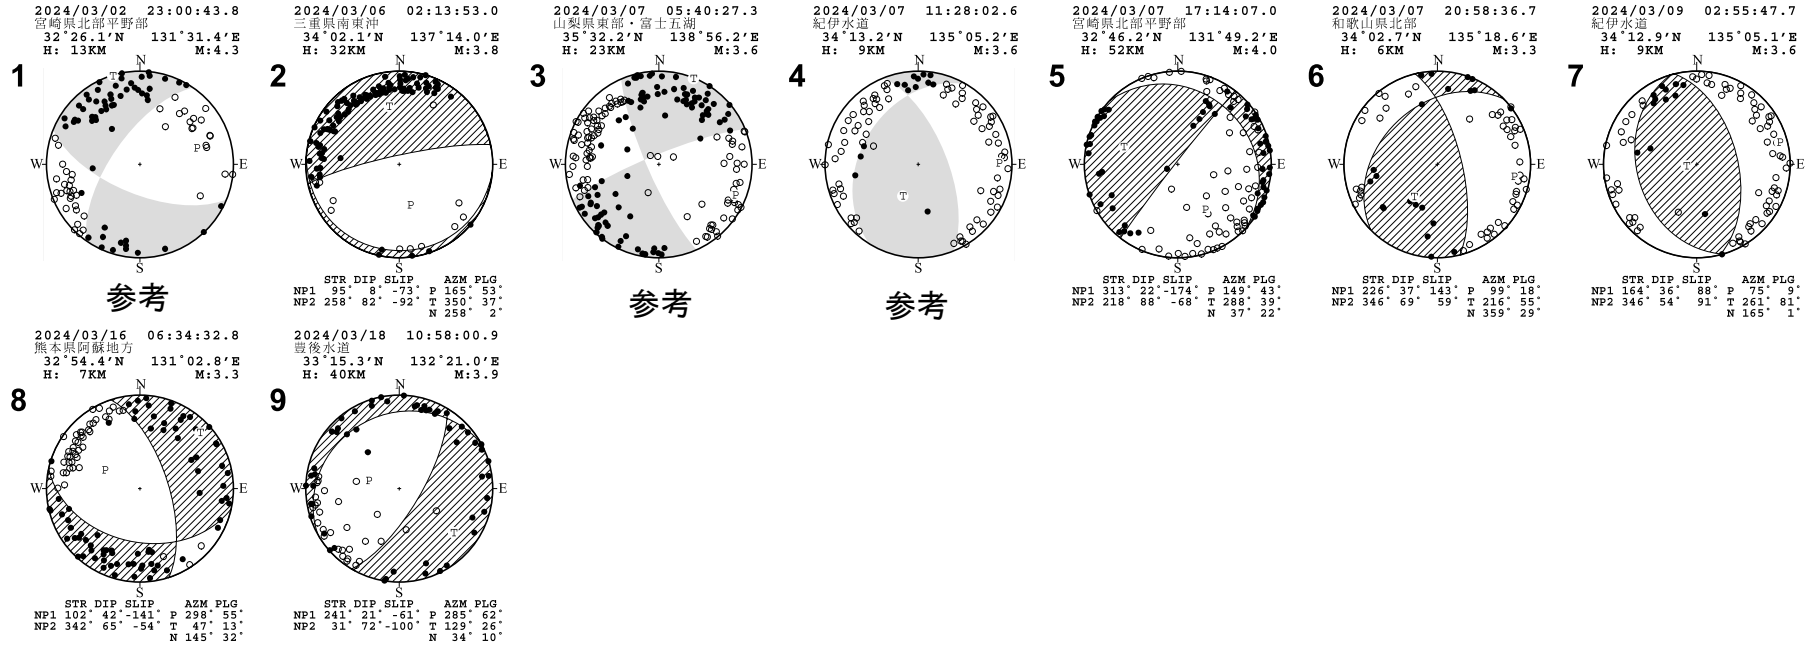 1
2024/03/02 23:00:43.8
宮崎県北部平野部
32°26.1'N 131°31.4'E
H: 13KM M:4.3
N
T
W E
P
S
参考
2
2024/03/06 02:13:53.0
三重県南東沖
34°02.1'N 137°14.0'E
H: 32KM M:3.8
N
T
W E
P
S
STR DIP SLIP AZM PLG
NP1 95° 8° -73° P 165° 53°
NP2 258° 82° -92° T 350° 37°
N 258° 2°
3
2024/03/07 05:40:27.3
山梨県東部・富士五湖
35°32.2'N 138°56.2'E
H: 23KM M:3.6
N
T
W E
P
S
参考
4
2024/03/07 11:28:02.6
紀伊水道
34°13.2'N 135°05.2'E
H: 9KM M:3.6
N
W P E
T
S
参考
5
2024/03/07 17:14:07.0
宮崎県北部平野部
32°46.2'N 131°49.2'E
H: 52KM M:4.0
N
T
W E
P
S
STR DIP SLIP AZM PLG
NP1 313° 22° -174° P 149° 43°
NP2 218° 88° -68° T 288° 39°
N 37° 22°
6
2024/03/07 20:58:36.7
和歌山県北部
34°02.7'N 135°18.6'E
H: 6KM M:3.3
N
W E
P
T
S
STR DIP SLIP AZM PLG
NP1 226° 37° 143° P 99° 18°
NP2 346° 69° 59° T 216° 55°
N 359° 29°
7
2024/03/09 02:55:47.7
紀伊水道
34°12.9'N 135°05.1'E
H: 9KM M:3.6
N
P
W T E
S
STR DIP SLIP AZM PLG
NP1 164° 36° 88° P 75° 9°
NP2 346° 54° 91° T 261° 81°
N 165° 1°
8
2024/03/16 06:34:32.8
熊本県阿蘇地方
32°54.4'N 131°02.8'E
H: 7KM M:3.3
N
T
P
W E
S
STR DIP SLIP AZM PLG
NP1 102° 42° -141° P 298° 55°
NP2 342° 65° -54° T 47° 13°
N 145° 32°
9
2024/03/18 10:58:00.9
豊後水道
33°15.3'N 132°21.0'E
H: 40KM M:3.9
N
P
W E
T
S
STR DIP SLIP AZM PLG
NP1 241° 21° -61° P 285° 62°
NP2 31° 72° -100° T 129° 26°
N 34° 10°